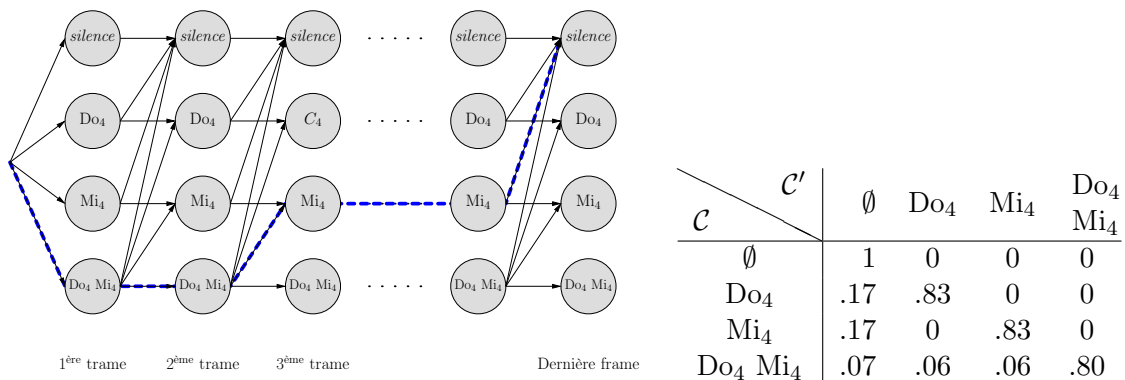 silence silence silence . . . . . silence silence
Do₄ Do₄ C₄ . . . . . Do₄ Do₄
Mi₄ Mi₄ Mi₄ Mi₄ Mi₄
Do₄ Mi₄ Do₄ Mi₄ Do₄ Mi₄ . . . . . Do₄ Mi₄ Do₄ Mi₄
1ère trame 2ème trame 3ème trame Dernière frame
C′ ∅ Do₄ Mi₄ Do₄
C Mi₄
∅ 1 0 0 0
Do₄ .17 .83 0 0
Mi₄ .17 0 .83 0
Do₄ Mi₄ .07 .06 .06 .80